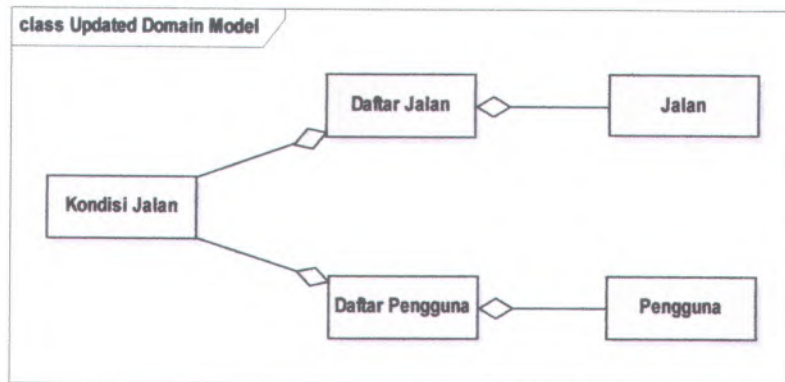 class Updated Domain Model
Daftar Jalan
Jalan
Kondisi Jalan
Daftar Pengguna
Pengguna